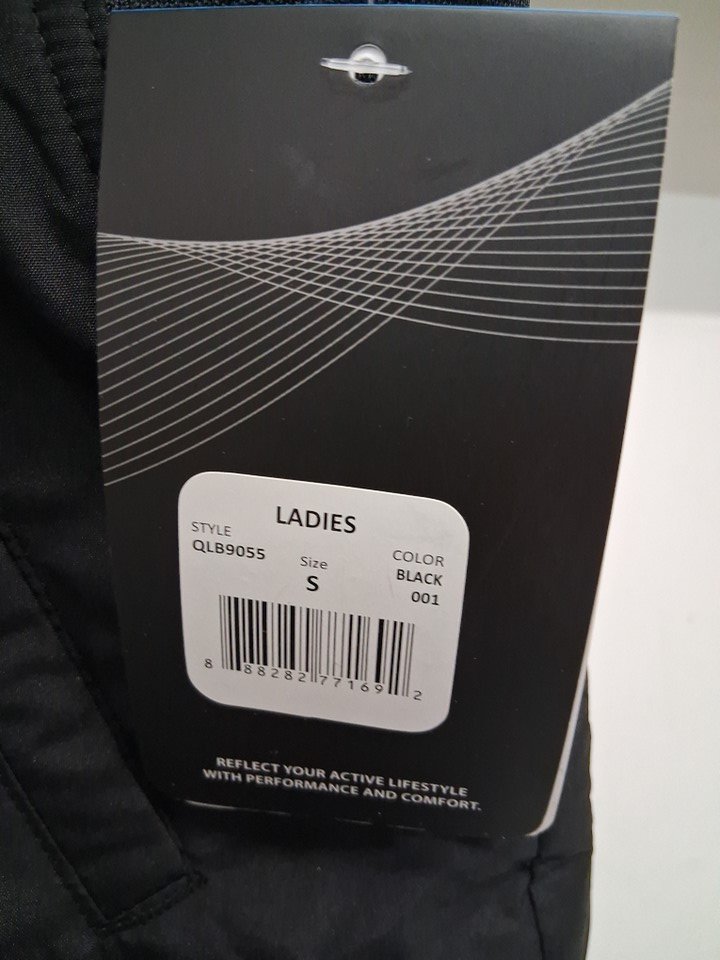 LADIES
STYLE
QLB9055
Size
S
COLOR
BLACK
001
8 88282 77169 2
REFLECT YOUR ACTIVE LIFESTYLE
WITH PERFORMANCE AND COMFORT.